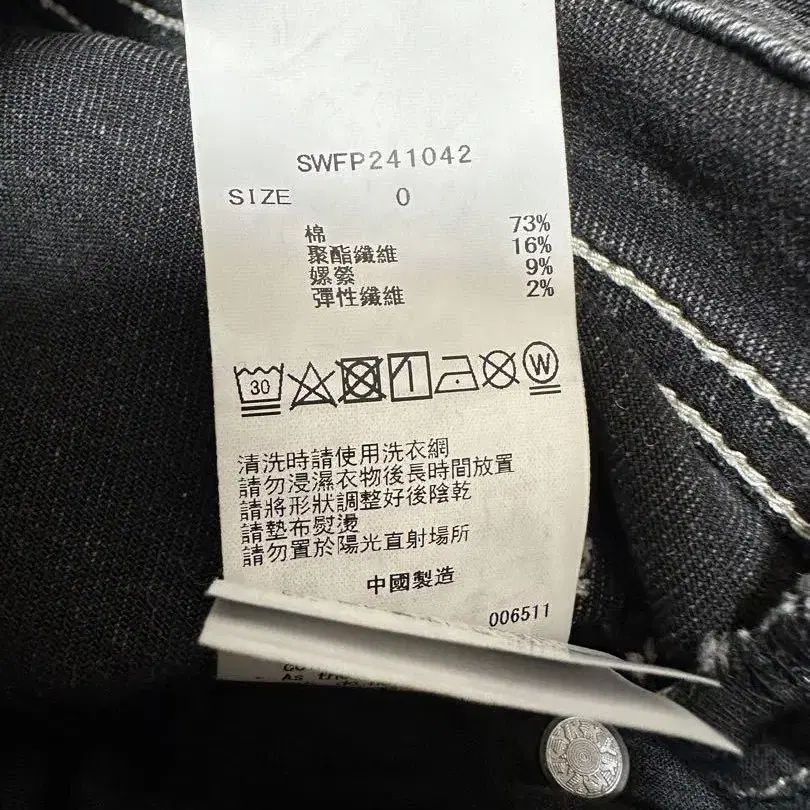 SWFP241042
SIZE 0
棉 73%
聚酯纖維 16%
嫘縈 9%
彈性纖維 2%
30 W
清洗時請使用洗衣網
請勿浸濕衣物後長時間放置
請將形狀調整好後陰乾
請墊布熨燙
請勿置於陽光直射場所
中國製造
006511